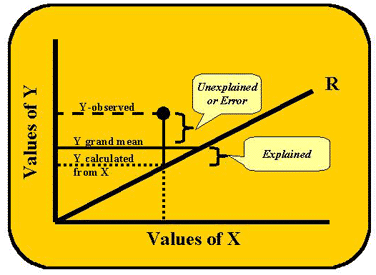 Values of Y
Unexplained
or Error
R
Y-observed
Y grand mean
Y calculated
from X
Explained
Values of X